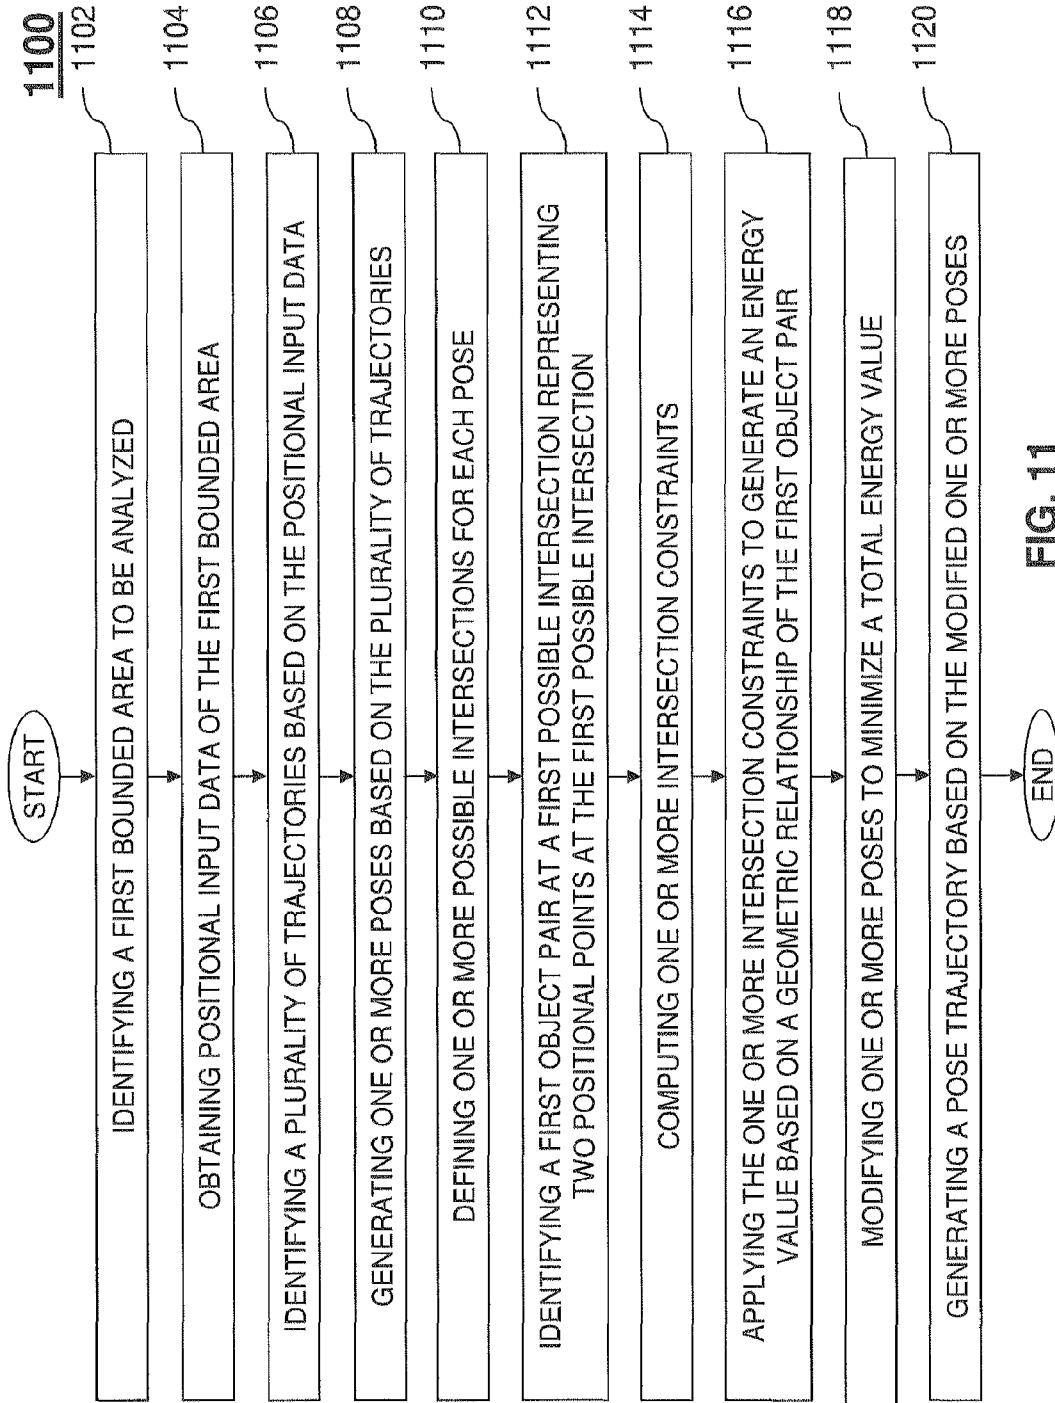 1100
START
IDENTIFYING A FIRST BOUNDED AREA TO BE ANALYZED
1102
OBTAINING POSITIONAL INPUT DATA OF THE FIRST BOUNDED AREA
1104
IDENTIFYING A PLURALITY OF TRAJECTORIES BASED ON THE POSITIONAL INPUT DATA
1106
GENERATING ONE OR MORE POSES BASED ON THE PLURALITY OF TRAJECTORIES
1108
DEFINING ONE OR MORE POSSIBLE INTERSECTIONS FOR EACH POSE
1110
IDENTIFYING A FIRST OBJECT PAIR AT A FIRST POSSIBLE INTERSECTION REPRESENTING
TWO POSITIONAL POINTS AT THE FIRST POSSIBLE INTERSECTION
1112
COMPUTING ONE OR MORE INTERSECTION CONSTRAINTS
1114
APPLYING THE ONE OR MORE INTERSECTION CONSTRAINTS TO GENERATE AN ENERGY
VALUE BASED ON A GEOMETRIC RELATIONSHIP OF THE FIRST OBJECT PAIR
1116
MODIFYING ONE OR MORE POSES TO MINIMIZE A TOTAL ENERGY VALUE
1118
GENERATING A POSE TRAJECTORY BASED ON THE MODIFIED ONE OR MORE POSES
1120
END
FIG. 11